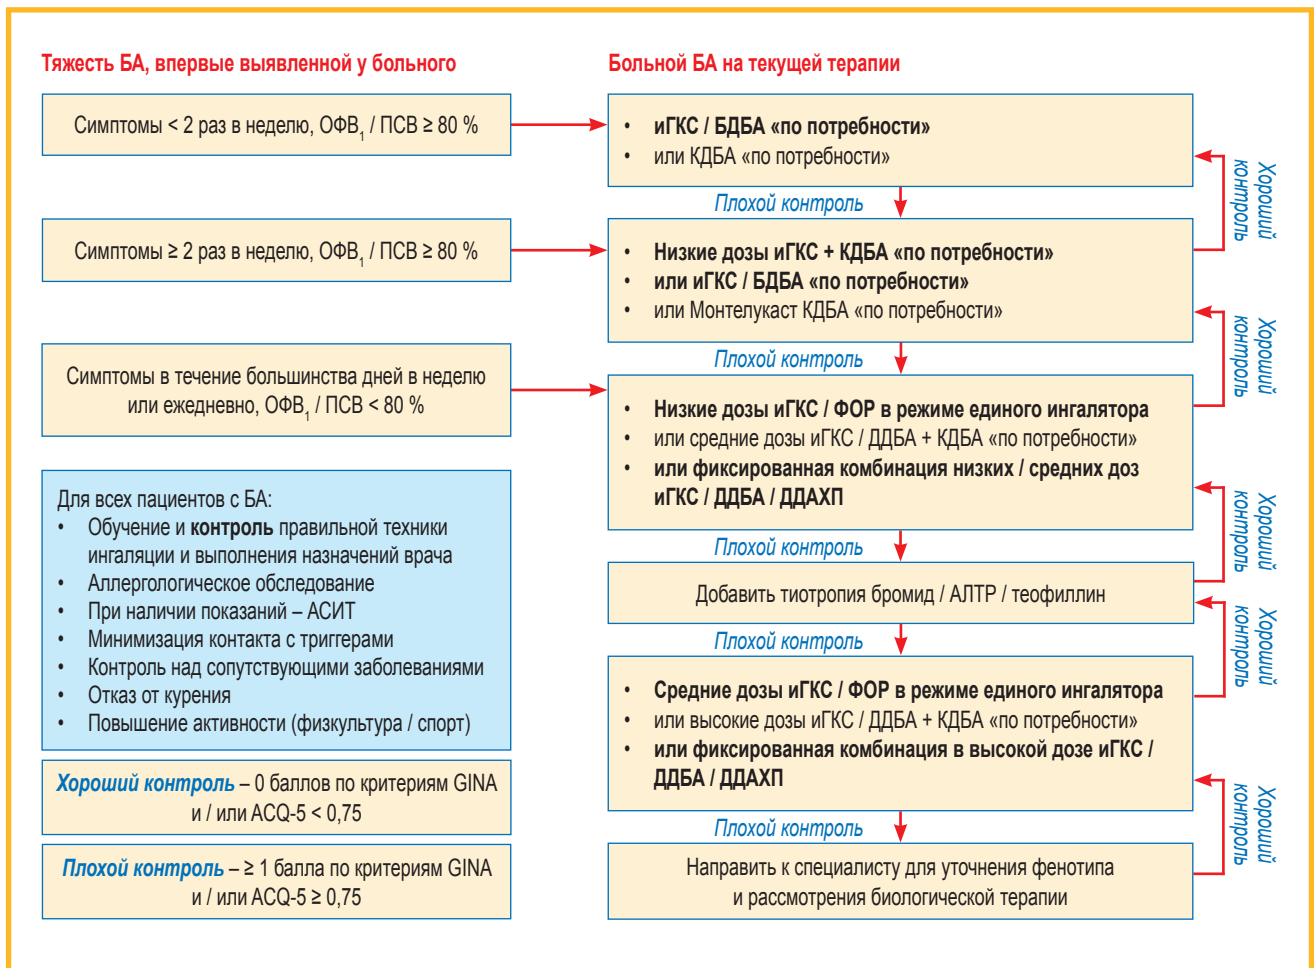 Тяжесть БА, впервые выявленной у больного
Симптомы < 2 раз в неделю, ОФВ₁ / ПСВ ≥ 80 %
Симптомы ≥ 2 раз в неделю, ОФВ₁ / ПСВ ≥ 80 %
Симптомы в течение большинства дней в неделю
или ежедневно, ОФВ₁ / ПСВ < 80 %
Для всех пациентов с БА:
• Обучение и контроль правильной техники
ингаляции и выполнения назначений врача
• Аллергологическое обследование
• При наличии показаний – АСИТ
• Минимизация контакта с триггерами
• Контроль над сопутствующими заболеваниями
• Отказ от курения
• Повышение активности (физкультура / спорт)
Хороший контроль – 0 баллов по критериям GINA
и / или ACQ-5 < 0,75
Плохой контроль – ≥ 1 балла по критериям GINA
и / или ACQ-5 ≥ 0,75
Больной БА на текущей терапии
• иГКС / БДБА «по потребности»
• или КДБА «по потребности»
Плохой контроль
• Низкие дозы иГКС + КДБА «по потребности»
• или иГКС / БДБА «по потребности»
• или Монтелукаст КДБА «по потребности»
Плохой контроль
• Низкие дозы иГКС / ФОР в режиме единого ингалятора
• или средние дозы иГКС / ДДБА + КДБА «по потребности»
• или фиксированная комбинация низких / средних доз
иГКС / ДДБА / ДДАХП
Плохой контроль
Добавить тиотропия бромид / АЛТР / теофиллин
Плохой контроль
• Средние дозы иГКС / ФОР в режиме единого ингалятора
• или высокие дозы иГКС / ДДБА + КДБА «по потребности»
• или фиксированная комбинация в высокой дозе иГКС /
ДДБА / ДДАХП
Плохой контроль
Направить к специалисту для уточнения фенотипа
и рассмотрения биологической терапии
Хороший
контроль
Хороший
контроль
Хороший
контроль
Хороший
контроль
Хороший
контроль